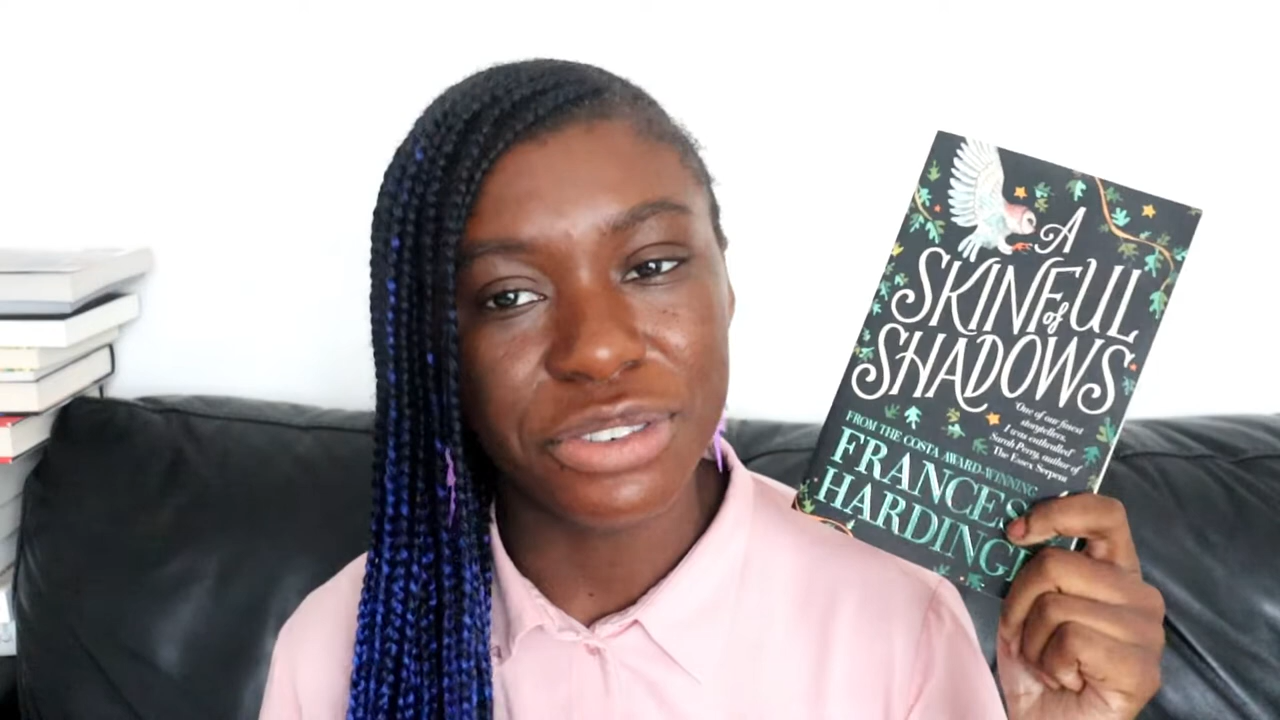 A
SKINFUL
of
SHADOWS
'One of our finest
storytellers,
I was enthralled'
Sarah Perry, author of
The Essex Serpent
FROM THE COSTA AWARD-WINNING
FRANCES
HARDING